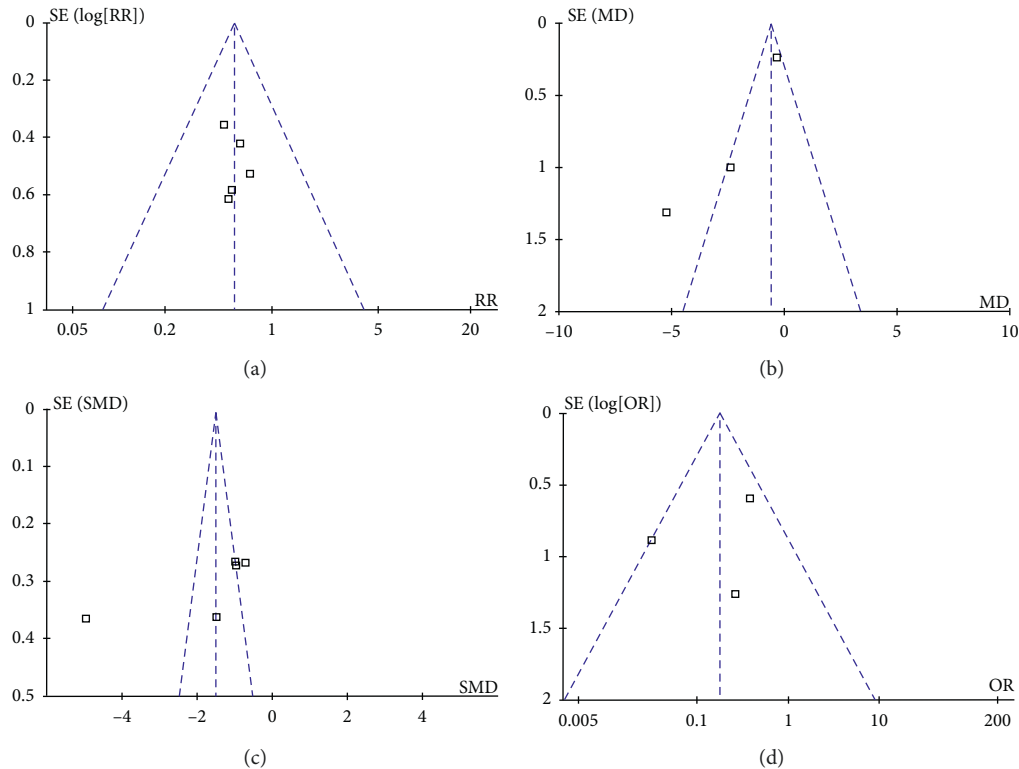 SE (log[RR])
0
0.2
0.4
0.6
0.8
1
RR
0.05 0.2 1 5 20
(a)
SE (MD)
0
0.5
1
1.5
2
MD
−10 −5 0 5 10
(b)
SE (SMD)
0
0.1
0.2
0.3
0.4
0.5
SMD
−4 −2 0 2 4
(c)
SE (log[OR])
0
0.5
1
1.5
2
OR
0.005 0.1 1 10 200
(d)